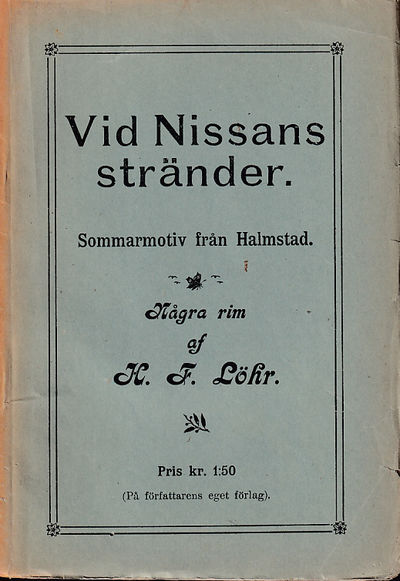 Vid Nissans
stränder.
Sommarmotiv från Halmstad.
Några rim
af
H. F. Löhr.
Pris kr. 1:50
(På författarens eget förlag).